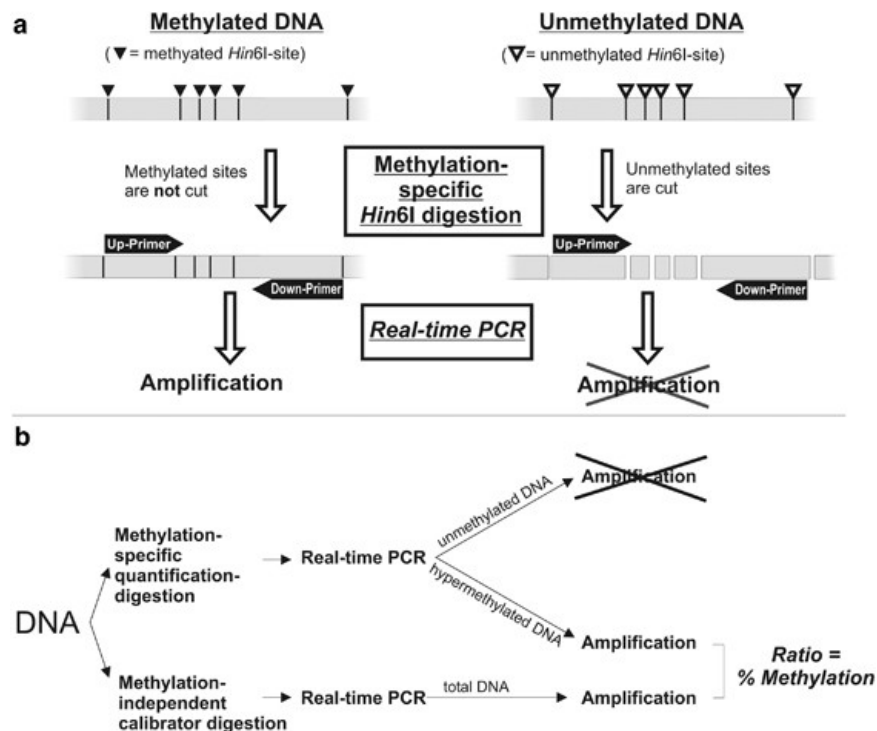 a
Methylated DNA
(▼= methyated Hin6I-site)
Unmethylated DNA
(▽= unmethylated Hin6I-site)
Methylated sites
are not cut
Methylation-
specific
Hin6I digestion
Unmethylated sites
are cut
Up-Primer
Down-Primer
Up-Primer
Down-Primer
Real-time PCR
Amplification
Amplification
b
Amplification
unmethylated DNA
Methylation-
specific
quantification-
digestion
Real-time PCR
hypermethylated DNA
DNA
Amplification
Ratio =
% Methylation
Methylation-
independent
calibrator digestion
Real-time PCR
total DNA
Amplification